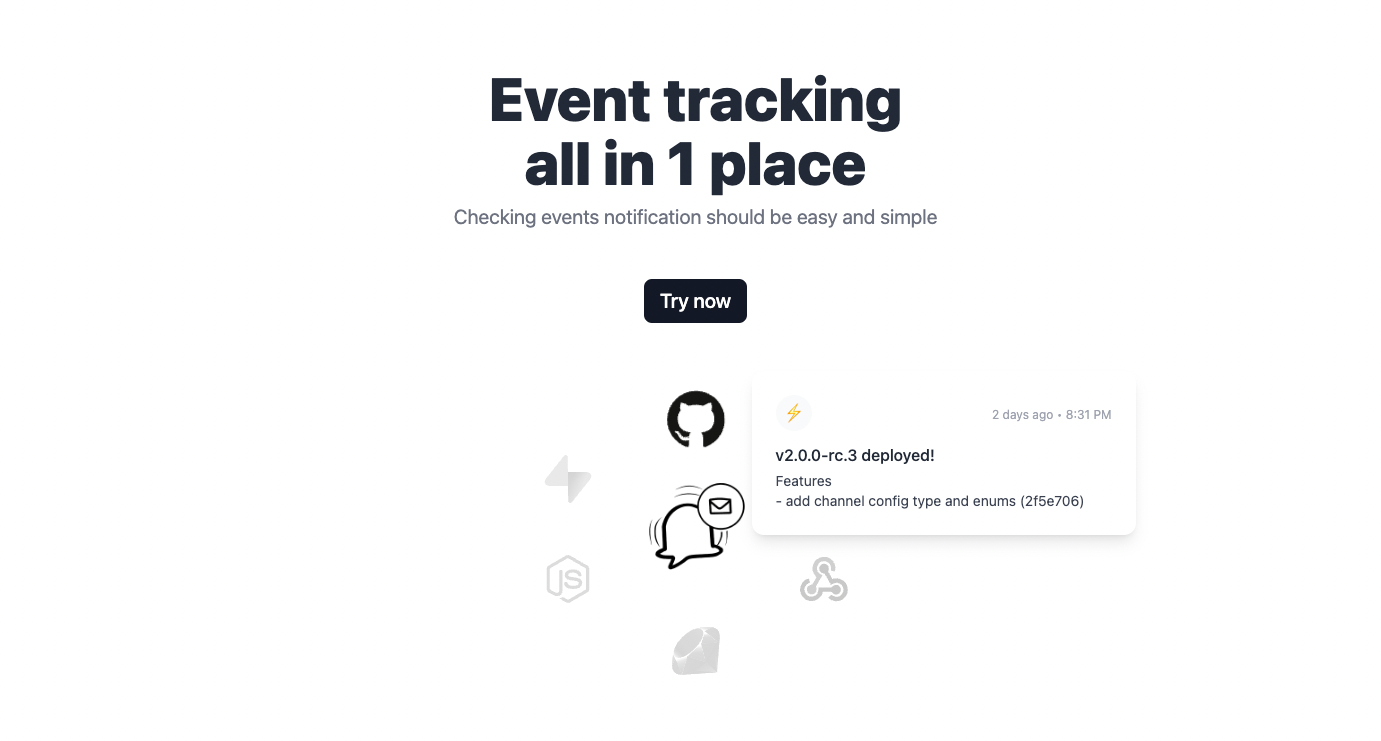 Event tracking
all in 1 place
Checking events notification should be easy and simple
Try now
2 days ago • 8:31 PM
v2.0.0-rc.3 deployed!
Features
- add channel config type and enums (2f5e706)
JS